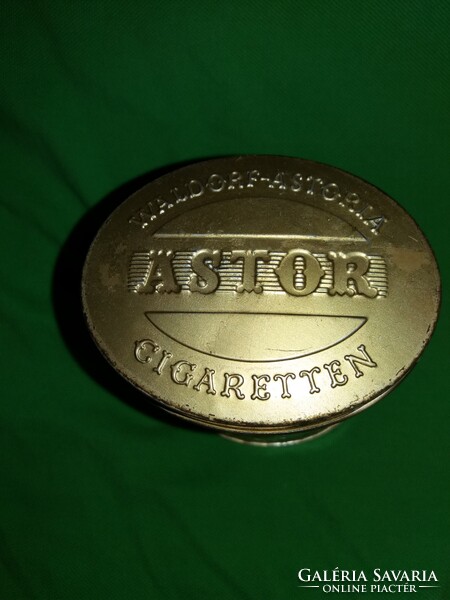 WALDORF-ASTORIA
ASTOR
CIGARETTEN
GALÉRIA SAVARIA
ONLINE PIACTÉR